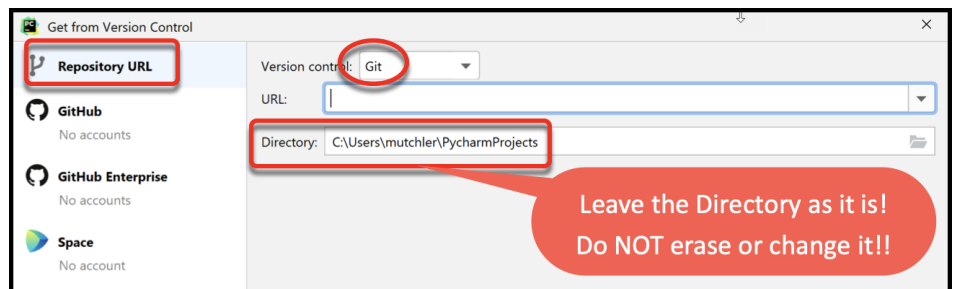 PC
Get from Version Control
Repository URL
GitHub
No accounts
GitHub Enterprise
No accounts
Space
No account
Version control: Git
URL:
Directory: C:\Users\mutchler\PycharmProjects
Leave the Directory as it is!
Do NOT erase or change it!!